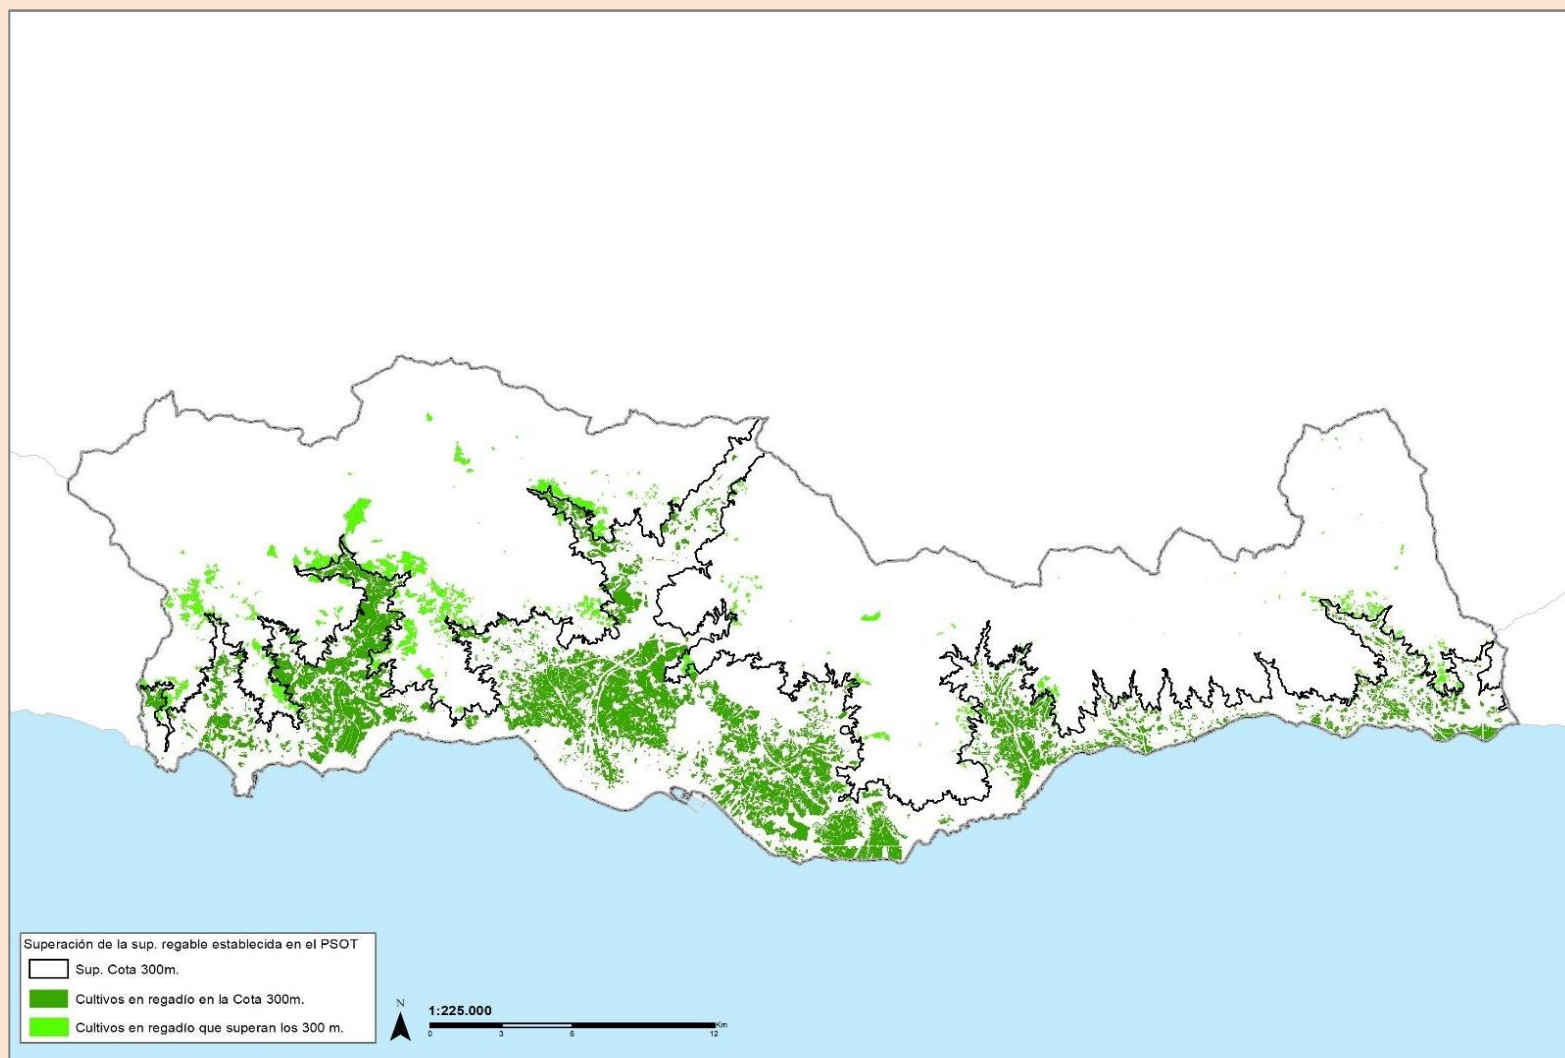 Superación de la sup. regable establecida en el PSOT
Sup. Cota 300m.
Cultivos en regadío en la Cota 300m.
Cultivos en regadío que superan los 300 m.
N
1:225.000
Km
0 3 6 12